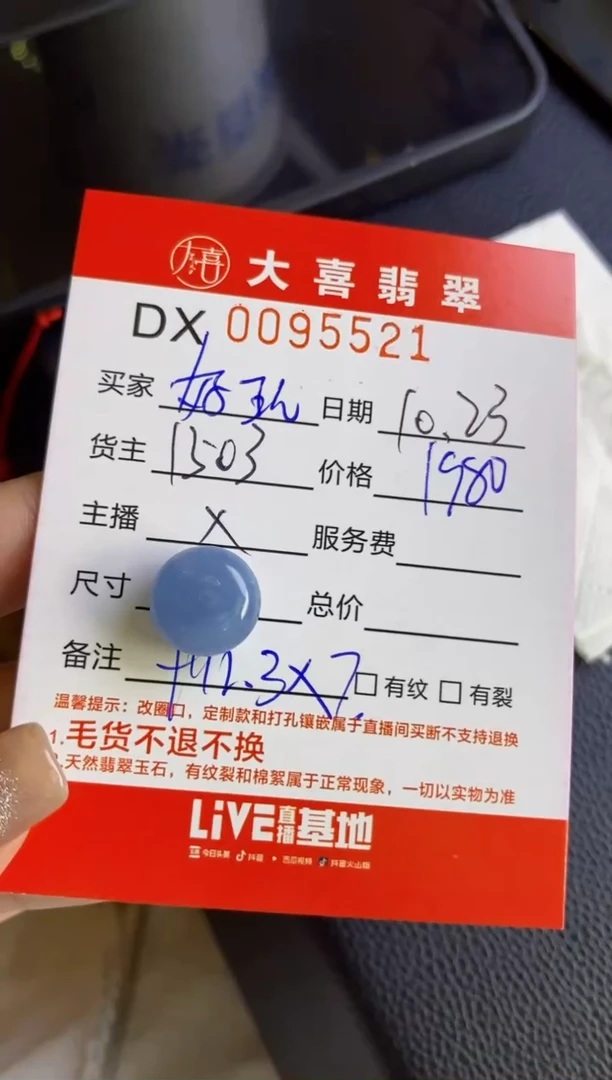 大喜 大喜翡翠
DX 0095521
买家 好玩 日期 10.23
货主 1503 价格 1980
主播 X 服务费
尺寸 总价
备注 11.3X7. 有纹 有裂
温馨提示：改圈口，定制款和打孔镶嵌属于直播间买断不支持退换
1.毛货不退不换
天然翡翠玉石，有纹裂和棉絮属于正常现象，一切以实物为准
LiVE直播基地
今日头条 抖音 西瓜视频 抖音火山版